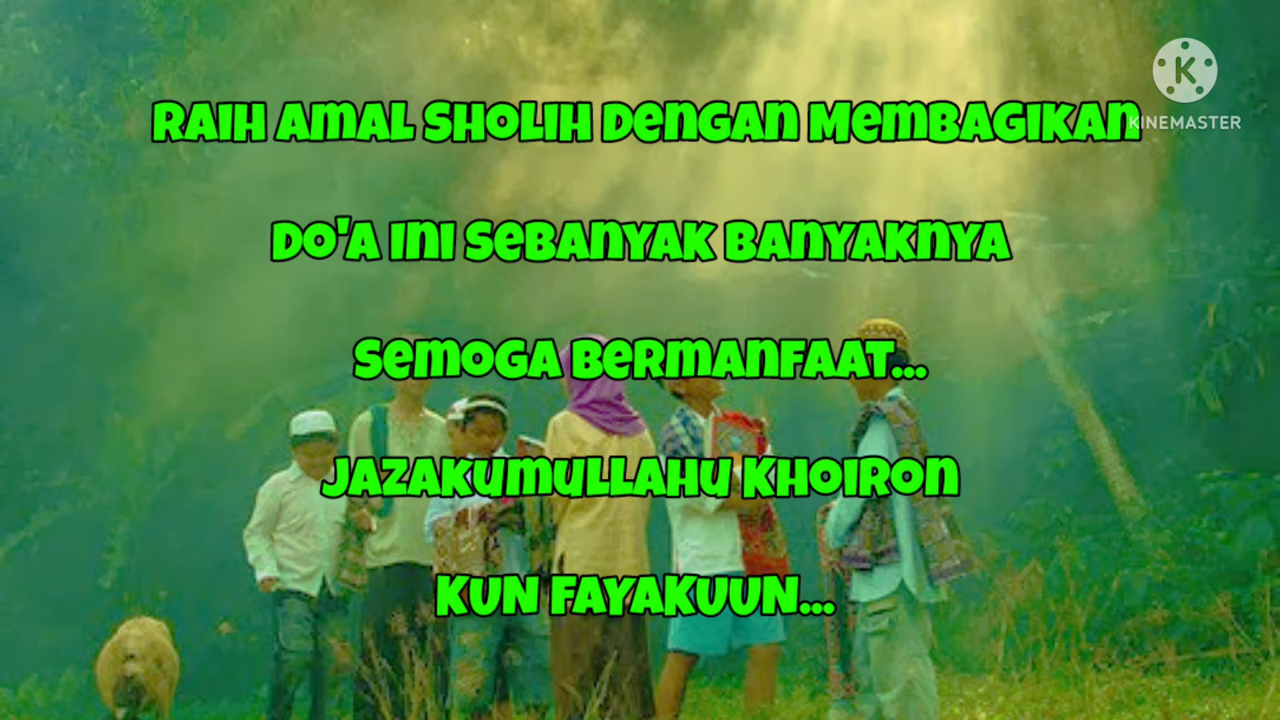 RAIH AMAL SHOLIH DENGAN MEMBAGIKAN
KINEMASTER
DO'A INI SEBANYAK BANYAKNYA
SEMOGA BERMANFAAT...
JAZAKUMULLAHU KHOIRON
KUN FAYAKUUN...